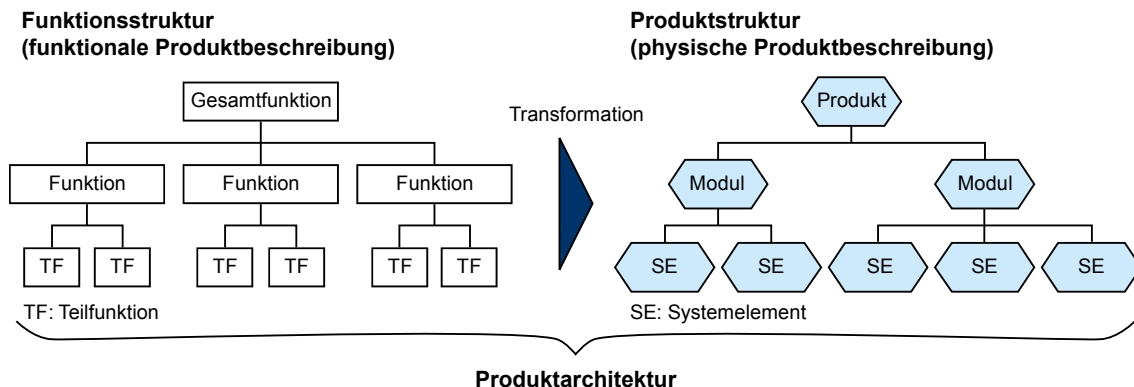 Funktionsstruktur
(funktionale Produktbeschreibung)
Produktstruktur
(physische Produktbeschreibung)
Gesamtfunktion
Transformation
Produkt
Funktion
Funktion
Funktion
Modul
Modul
TF
TF
TF
TF
TF
TF
SE
SE
SE
SE
SE
TF: Teilfunktion
SE: Systemelement
Produktarchitektur